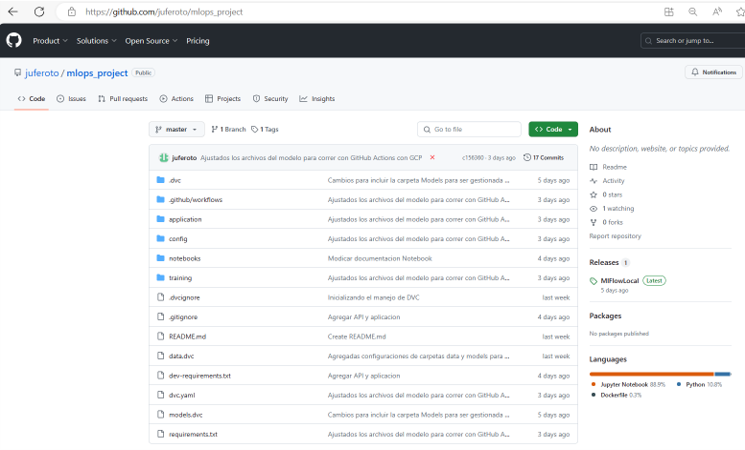 https://github.com/juferoto/mlops_project
Product Solutions Open Source Pricing
Search or jump to...
juferoto / mlops_project Public
Notifications
Code Issues Pull requests Actions Projects Security Insights
master 1 Branch 1 Tags Go to file Code
juferoto Ajustados los archivos del modelo para correr con GitHub Actions con GCP 3 days ago 17 Commits
.dvc Cambios para incluir la carpeta Models para ser gestionada ... 5 days ago
.github/workflows Ajustados los archivos del modelo para correr con GitHub A... 3 days ago
application Ajustados los archivos del modelo para correr con GitHub A... 3 days ago
config Ajustados los archivos del modelo para correr con GitHub A... 3 days ago
notebooks Modicar documentacion Notebook 4 days ago
training Ajustados los archivos del modelo para correr con GitHub A... 3 days ago
.dvcignore Inicializando el manejo de DVC last week
.gitignore Agregar API y aplicacion 4 days ago
README.md Create README.md last week
data.dvc Agregadas configuraciones de carpetas data y models para ... last week
dev-requirements.txt Agregar API y aplicacion 4 days ago
dvc.yaml Ajustados los archivos del modelo para correr con GitHub A... 3 days ago
models.dvc Cambios para incluir la carpeta Models para ser gestionada ... 5 days ago
requirements.txt Ajustados los archivos del modelo para correr con GitHub A... 3 days ago
About
No description, website, or topics provided.
Readme
Activity
0 stars
1 watching
0 forks
Report repository
Releases 1
MlFlowLocal Latest
5 days ago
Packages
No packages published
Languages
Jupyter Notebook 88.9% Python 10.8%
Dockerfile 0.3%